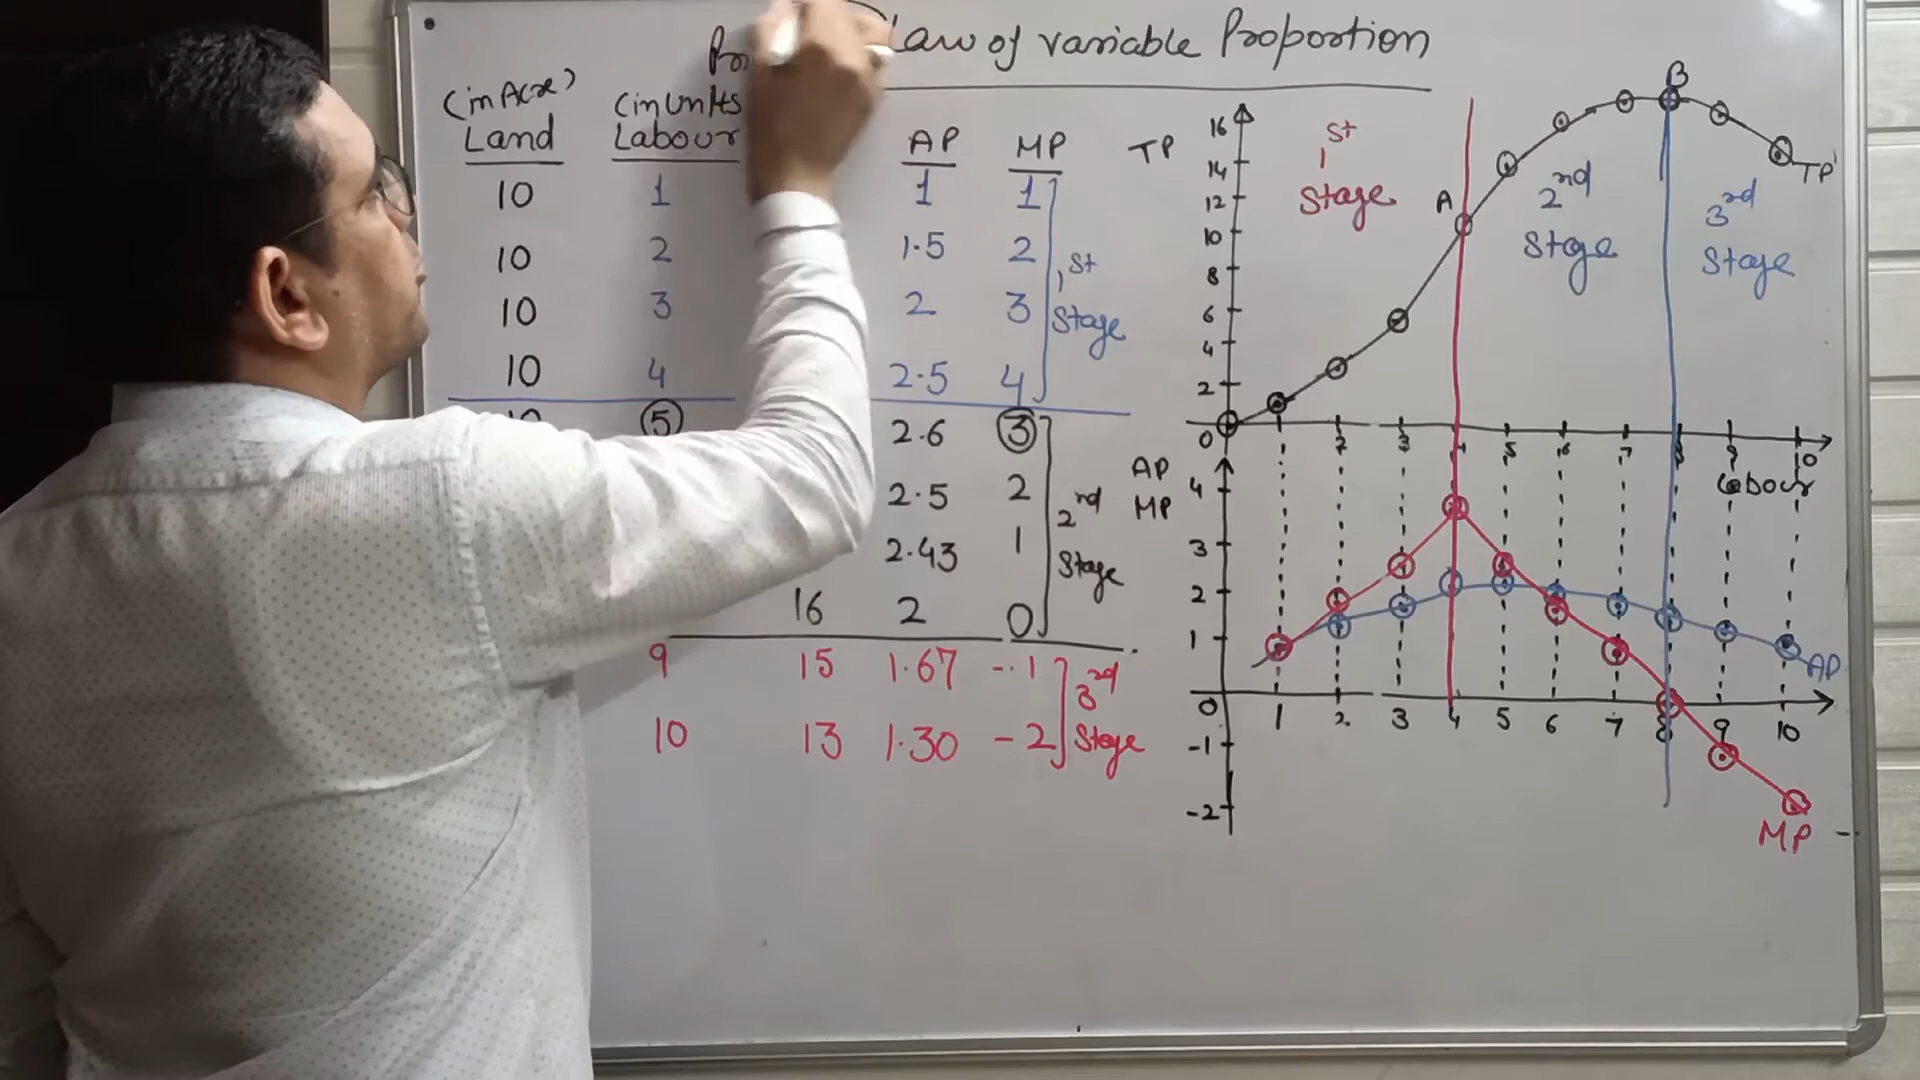 Law of variable Proportion
(in Acre) (in Units
Land Labour AP MP
10 1 1 1
10 2 1.5 2
10 3 2 3
10 4 2.5 4
1st
Stage
10 5 2.6 3
2.5 2
2.43 1
16 2 0
2nd
Stage
9 15 1.67 -1
10 13 1.30 -2
3rd
Stage
TP
16
14
12
10
8
6
4
2
0
1st
Stage
A
2nd
Stage
B
3rd
Stage
TP
2 3 4 5 6 7 8 9 10
Labour
AP
MP
4
3
2
1
0
-1
-2
1 2 3 4 5 6 7 8 9 10
AP
MP